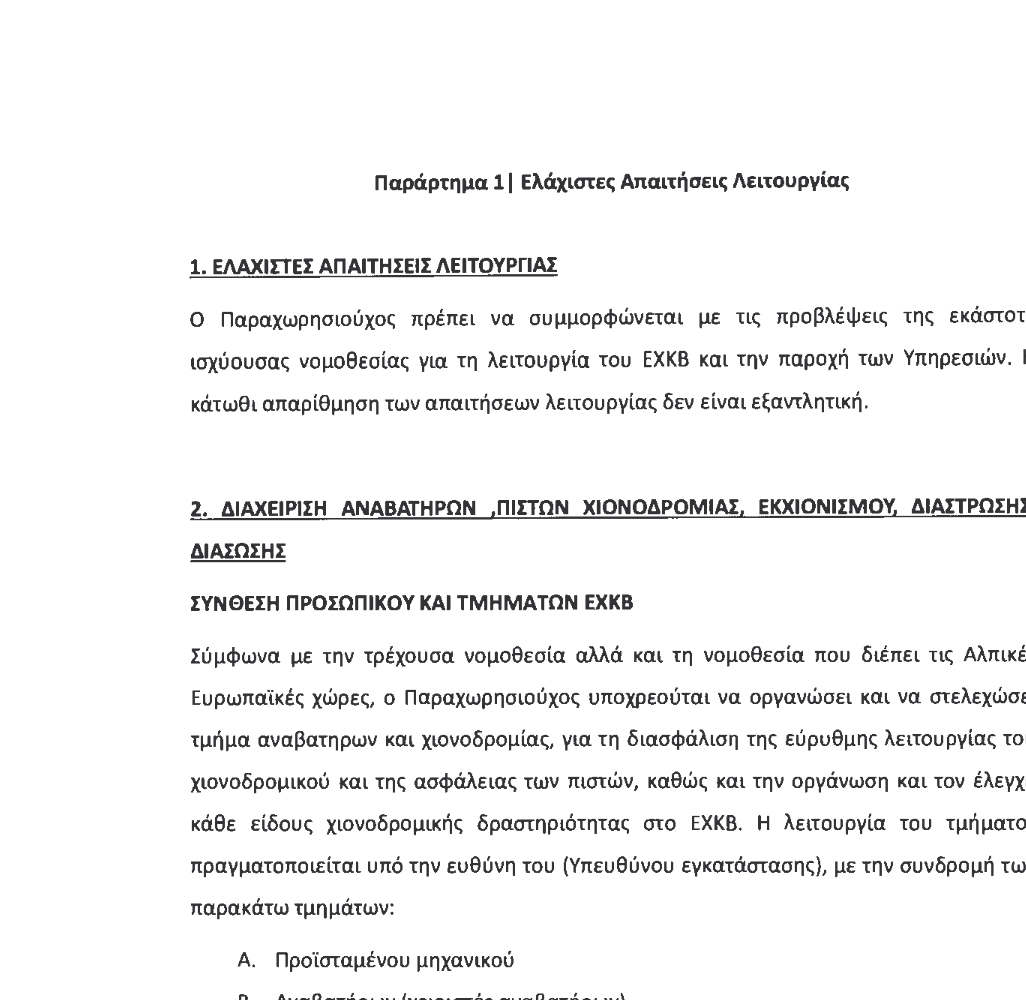 Παράρτημα 1| Ελάχιστες Απαιτήσεις Λειτουργίας
1. ΕΛΑΧΙΣΤΕΣ ΑΠΑΙΤΗΣΕΙΣ ΛΕΙΤΟΥΡΓΙΑΣ
Ο Παραχωρησιούχος πρέπει να συμμορφώνεται με τις προβλέψεις της εκάστοτ
ισχύουσας νομοθεσίας για τη λειτουργία του ΕΧΚΒ και την παροχή των Υπηρεσιών.
κάτωθι απαρίθμηση των απαιτήσεων λειτουργίας δεν είναι εξαντλητική.
2. ΔΙΑΧΕΙΡΙΣΗ ΑΝΑΒΑΤΗΡΩΝ ,ΠΙΣΤΩΝ ΧΙΟΝΟΔΡΟΜΙΑΣ, ΕΚΧΙΟΝΙΣΜΟΥ, ΔΙΑΣΤΡΩΣΗΣ
ΔΙΑΣΩΣΗΣ
ΣΥΝΘΕΣΗ ΠΡΟΣΩΠΙΚΟΥ ΚΑΙ ΤΜΗΜΑΤΩΝ ΕΧΚΒ
Σύμφωνα με την τρέχουσα νομοθεσία αλλά και τη νομοθεσία που διέπει τις Αλπικέ
Ευρωπαϊκές χώρες, ο Παραχωρησιούχος υποχρεούται να οργανώσει και να στελεχώσε
τμήμα αναβατηρων και χιονοδρομίας, για τη διασφάλιση της εύρυθμης λειτουργίας το
χιονοδρομικού και της ασφάλειας των πιστών, καθώς και την οργάνωση και τον έλεγχ
κάθε είδους χιονοδρομικής δραστηριότητας στο ΕΧΚΒ. Η λειτουργία του τμήματο
πραγματοποιείται υπό την ευθύνη του (Υπευθύνου εγκατάστασης), με την συνδρομή τω
παρακάτω τμημάτων:
A. Προϊσταμένου μηχανικού
B. Αναβατήρων (χειριστές αναβατήρων)